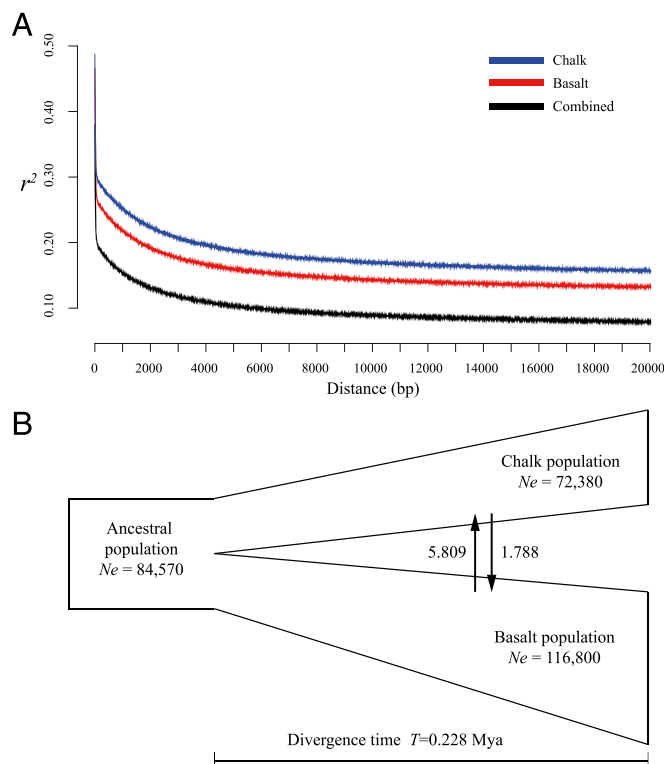 A
0.50
0.40
0.30
0.20
0.10
r²
Chalk
Basalt
Combined
0 2000 4000 6000 8000 10000 12000 14000 16000 18000 20000
Distance (bp)
B
Chalk population
Ne = 72,380
Ancestral
population
Ne = 84,570
5.809 1.788
Basalt population
Ne = 116,800
Divergence time T=0.228 Mya